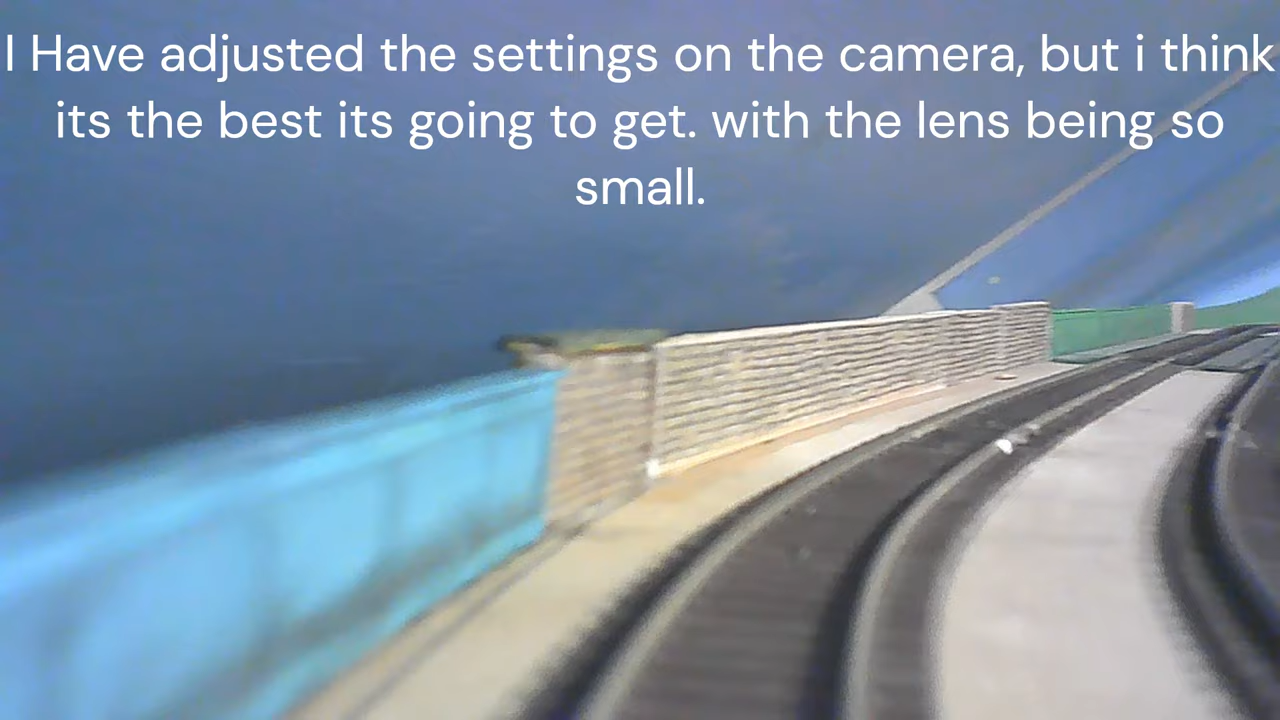 I Have adjusted the settings on the camera, but i think
its the best its going to get. with the lens being so
small.